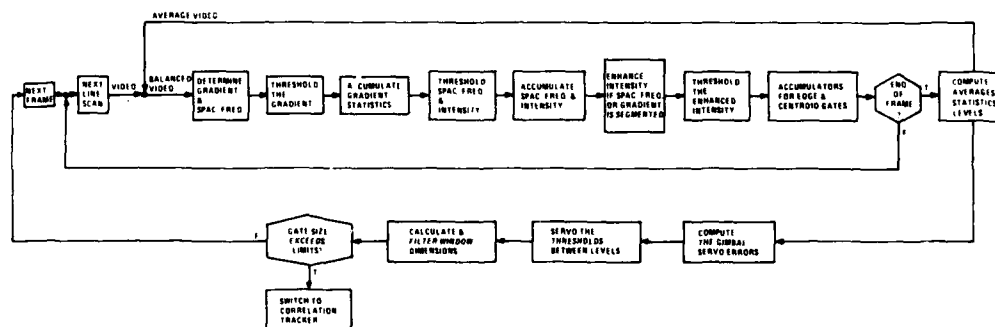 AVERAGE VIDEO
NEXT
FRAME
NEXT
LINE
SCAN
VIDEO
BALANCED
VIDEO
DETERMINE
GRADIENT
&
SPAC FREQ
THRESHOLD
THE
GRADIENT
A CUMULATE
GRADIENT
STATISTICS
THRESHOLD
SPAC FREQ
&
INTENSITY
ACCUMULATE
SPAC FREQ &
INTENSITY
ENHANCE
INTENSITY
IF SPAC FREQ
OR GRADIENT
IS SEGMENTED
THRESHOLD
THE
ENHANCED
INTENSITY
ACCUMULATORS
FOR EDGE &
CENTROID GATES
END
OF
FRAME
?
T
F
COMPUTE
AVERAGES
STATISTICS
LEVELS
COMPUTE
THE GIMBAL
SERVO ERRORS
SERVO THE
THRESHOLDS
BETWEEN LEVELS
CALCULATE &
FILTER WINDOW
DIMENSIONS
GATE SIZE
EXCEEDS
LIMITS?
F
T
SWITCH TO
CORRELATION
TRACKER